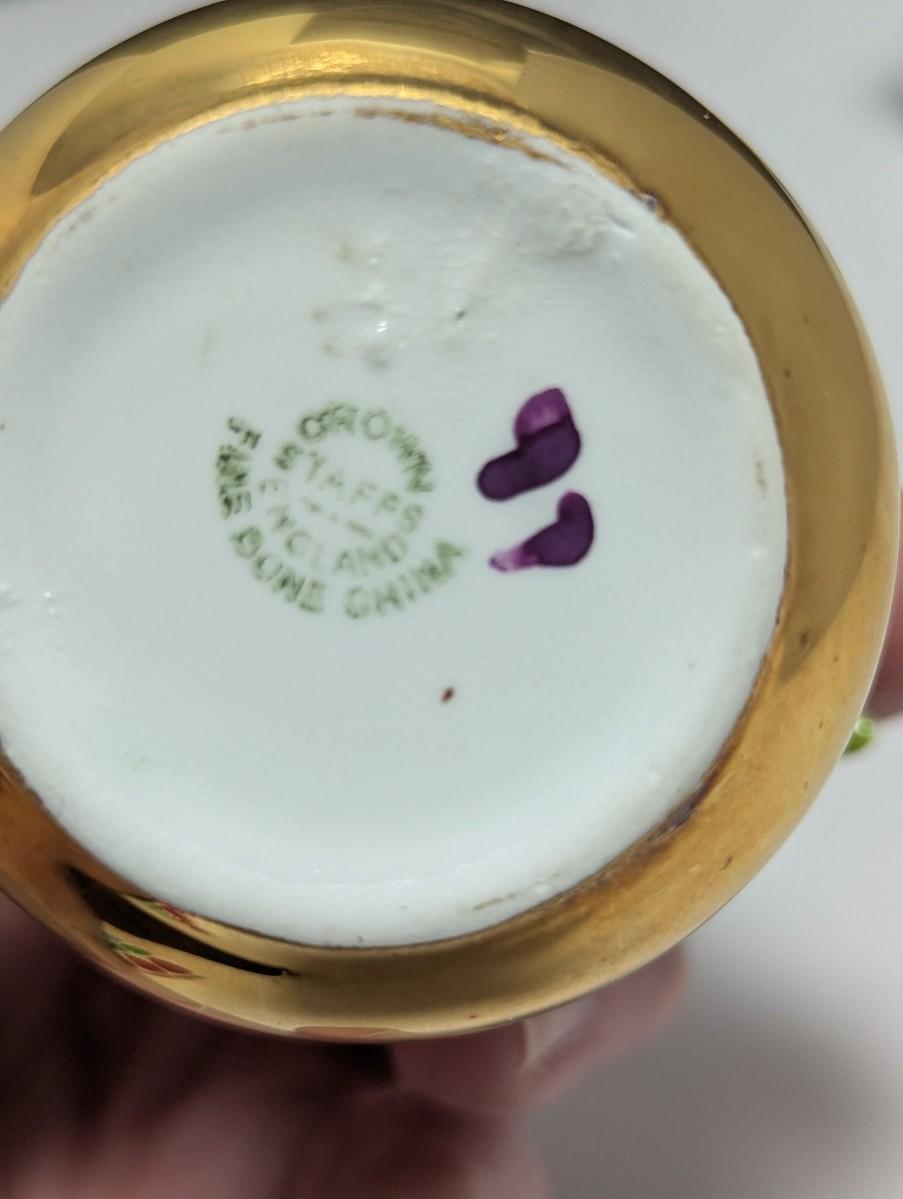 CROWN
STAFFS
ENGLAND
FINE BONE CHINA